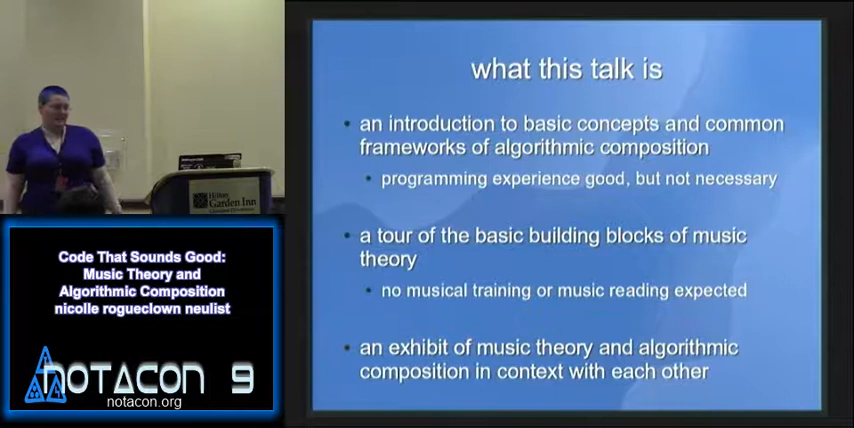 what this talk is
• an introduction to basic concepts and common
frameworks of algorithmic composition
• programming experience good, but not necessary
• a tour of the basic building blocks of music
theory
• no musical training or music reading expected
• an exhibit of music theory and algorithmic
composition in context with each other
Hilton
Garden Inn
Code That Sounds Good:
Music Theory and
Algorithmic Composition
nicolle rogueclown neulist
notacon 9
notacon.org